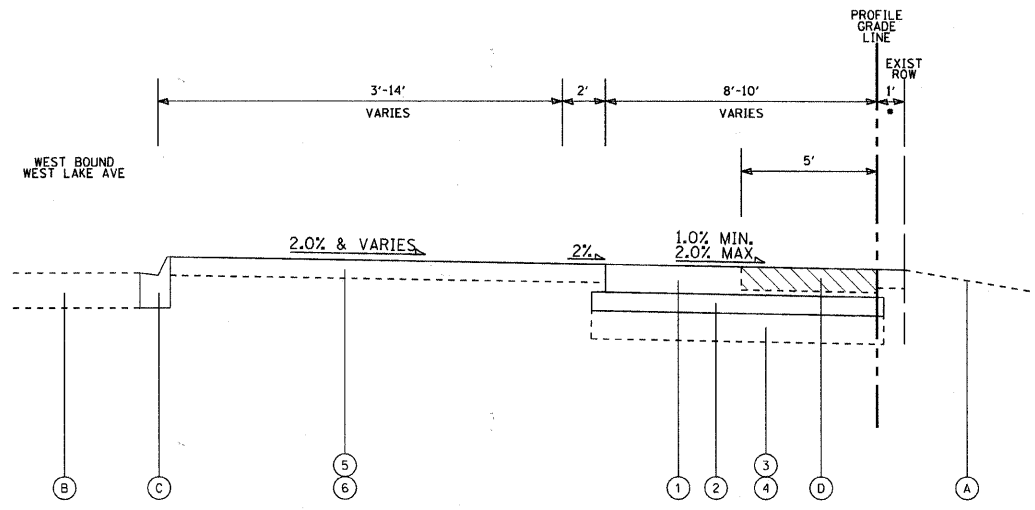 PROFILE
GRADE
LINE
EXIST
ROW
3'-14'
2'
8'-10'
1'
VARIES
VARIES
*
WEST BOUND
WEST LAKE AVE
5'
2.0% & VARIES
2%
1.0% MIN.
2.0% MAX
5
3
B
C
6
1
2
4
D
A